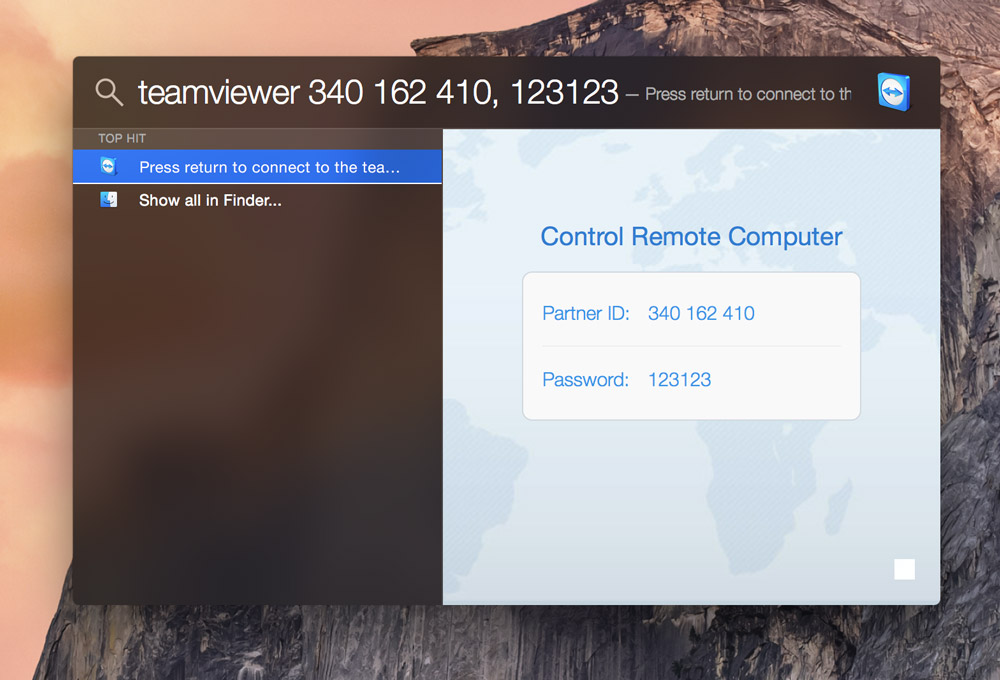 teamviewer 340 162 410, 123123 — Press return to connect to th
TOP HIT
Press return to connect to the tea...
Show all in Finder...
Control Remote Computer
Partner ID: 340 162 410
Password: 123123